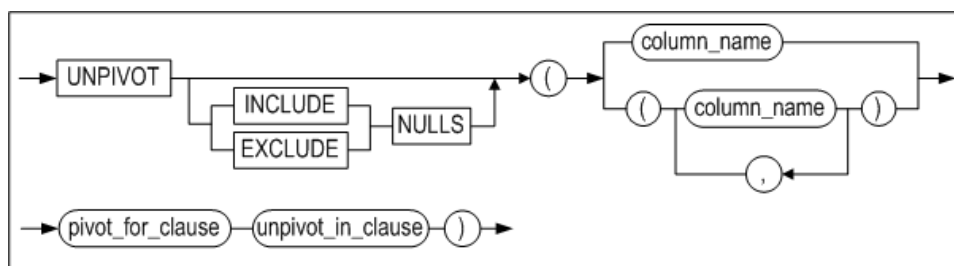 UNPIVOT INCLUDE EXCLUDE NULLS ( column_name
( column_name )
,
pivot_for_clause unpivot_in_clause )